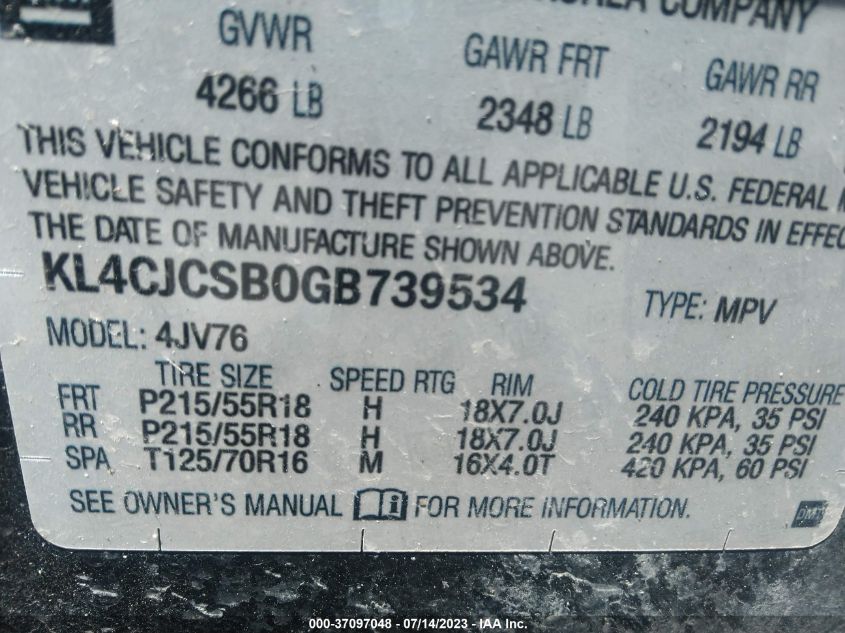 COMPANY
GVWR GAWR FRT GAWR RR
4266 LB 2348 LB 2194 LB
THIS VEHICLE CONFORMS TO ALL APPLICABLE U.S. FEDERAL
VEHICLE SAFETY AND THEFT PREVENTION STANDARDS IN EFFEC
THE DATE OF MANUFACTURE SHOWN ABOVE.
KL4CJCSB0GB739534 TYPE: MPV
MODEL: 4JV76
TIRE SIZE SPEED RTG RIM COLD TIRE PRESSURE
FRT P215/55R18 H 18X7.0J 240 KPA, 35 PSI
RR P215/55R18 H 18X7.0J 240 KPA, 35 PSI
SPA T125/70R16 M 16X4.0T 420 KPA, 60 PSI
SEE OWNER'S MANUAL FOR MORE INFORMATION.
000-37097048 - 07/14/2023 - IAA Inc.